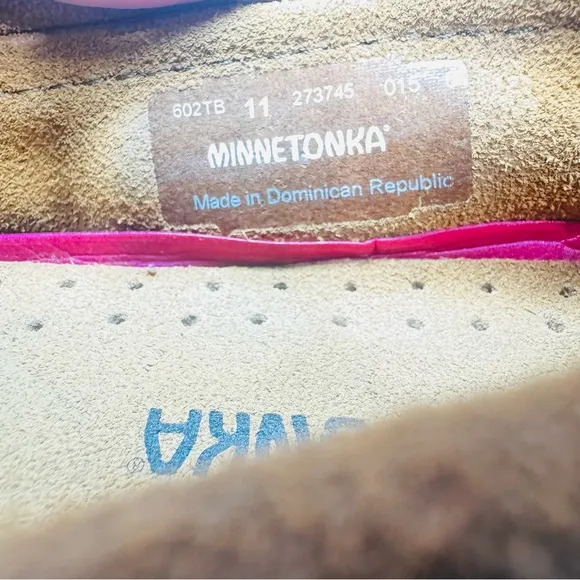 602TB 11 273745 015
MINNETONKA®
Made in Dominican Republic